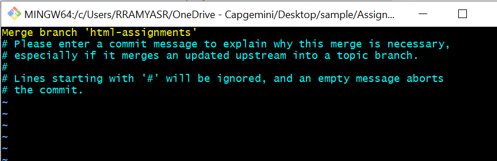 MINGW64:/c/Users/RRAMYASR/OneDrive - Capgemini/Desktop/sample/Assign...
Merge branch 'html-assignments'
# Please enter a commit message to explain why this merge is necessary,
# especially if it merges an updated upstream into a topic branch.
#
# Lines starting with '#' will be ignored, and an empty message aborts
# the commit.
~
~
~
~
~